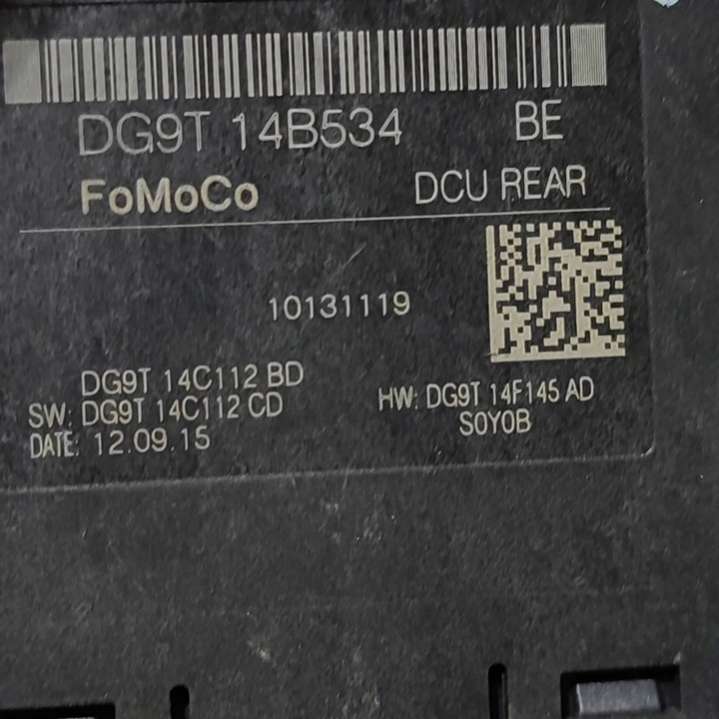 DG9T 14B534 BE
FoMoCo DCU REAR
10131119
DG9T 14C112 BD
SW: DG9T 14C112 CD
HW: DG9T 14F145 AD
DATE: 12.09.15
S0Y0B